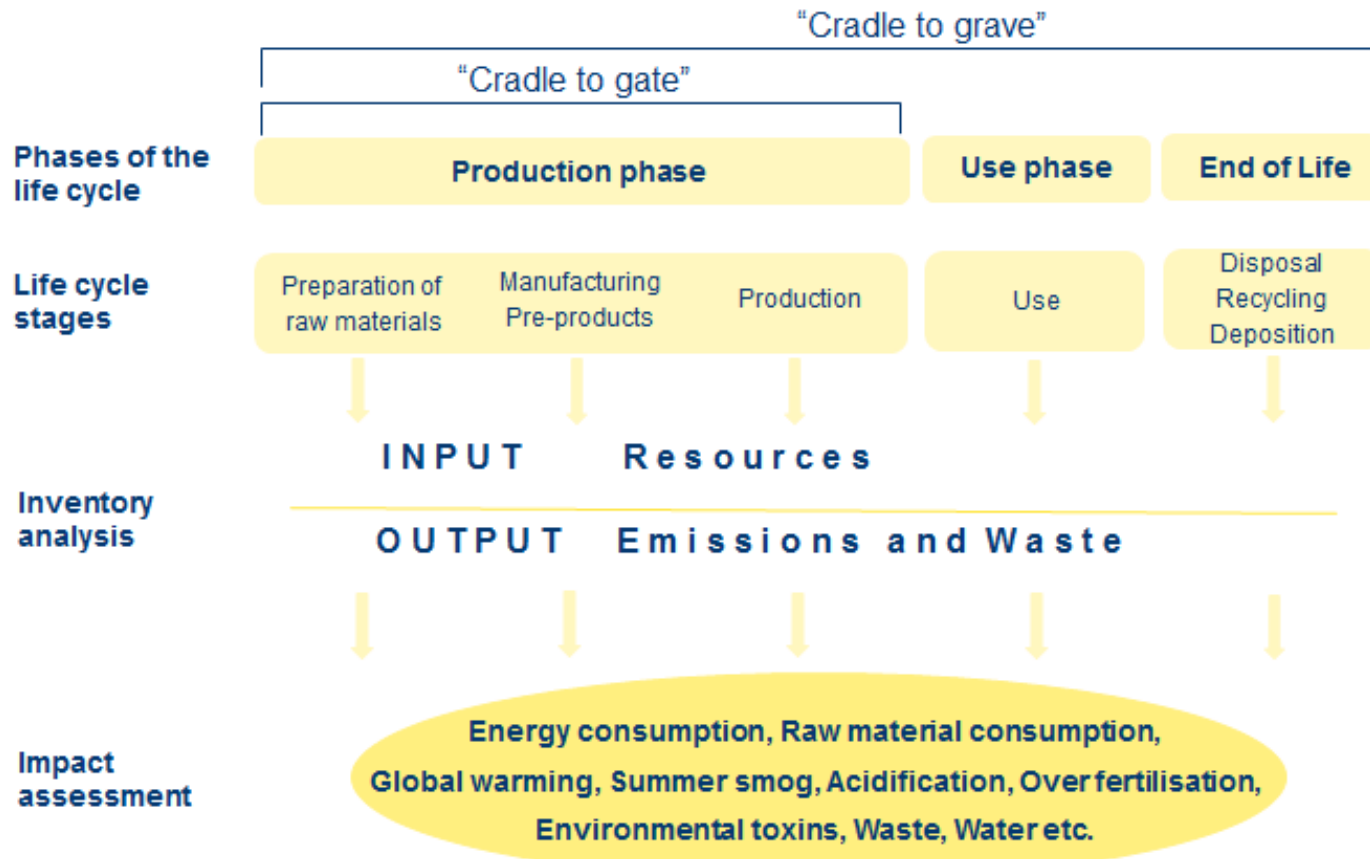 “Cradle to grave”
“Cradle to gate”
Phases of the
life cycle
Production phase
Use phase
End of Life
Life cycle
stages
Preparation of
raw materials
Manufacturing
Pre-products
Production
Use
Disposal
Recycling
Deposition
INPUT Resources
Inventory
analysis
OUTPUT Emissions and Waste
Impact
assessment
Energy consumption, Raw material consumption,
Global warming, Summer smog, Acidification, Over fertilisation,
Environmental toxins, Waste, Water etc.